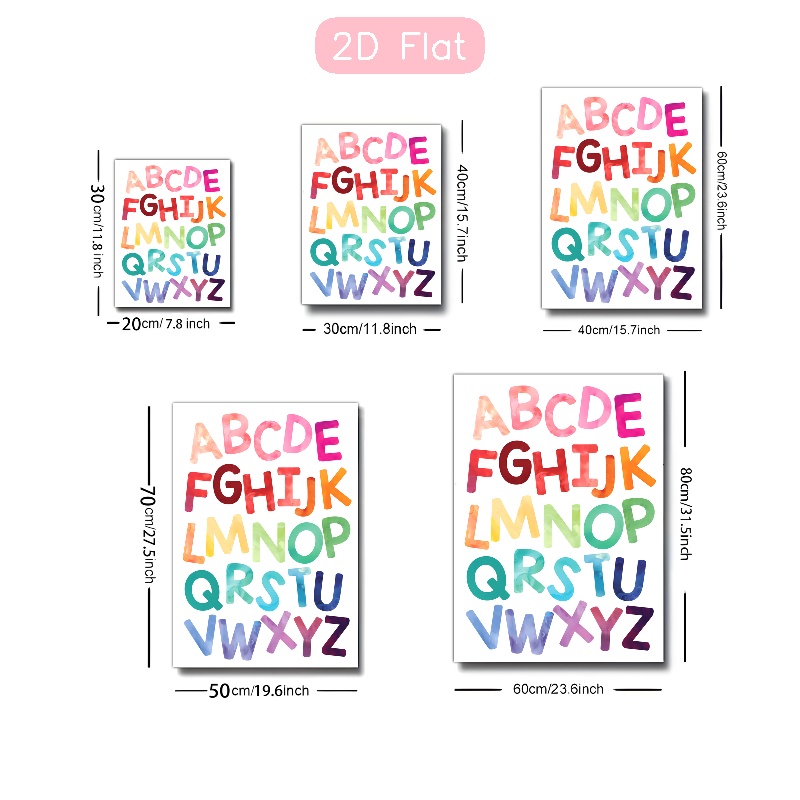 2D Flat
ABCDE
FGHIJK
LMNOP
QRSTU
VWXYZ
30cm/11.8 inch
20cm/7.8 inch
ABCDE
FGHIJK
LMNOP
QRSTU
VWXYZ
40cm/15.7inch
30cm/11.8inch
ABCDE
FGHIJK
LMNOP
QRSTU
VWXYZ
60cm/23.6inch
40cm/15.7inch
70cm/27.5inch
ABCDE
FGHIJK
LMNOP
QRSTU
VWXYZ
50cm/19.6inch
ABCDE
FGHIJK
LMNOP
QRSTU
VWXYZ
80cm/31.5inch
60cm/23.6inch